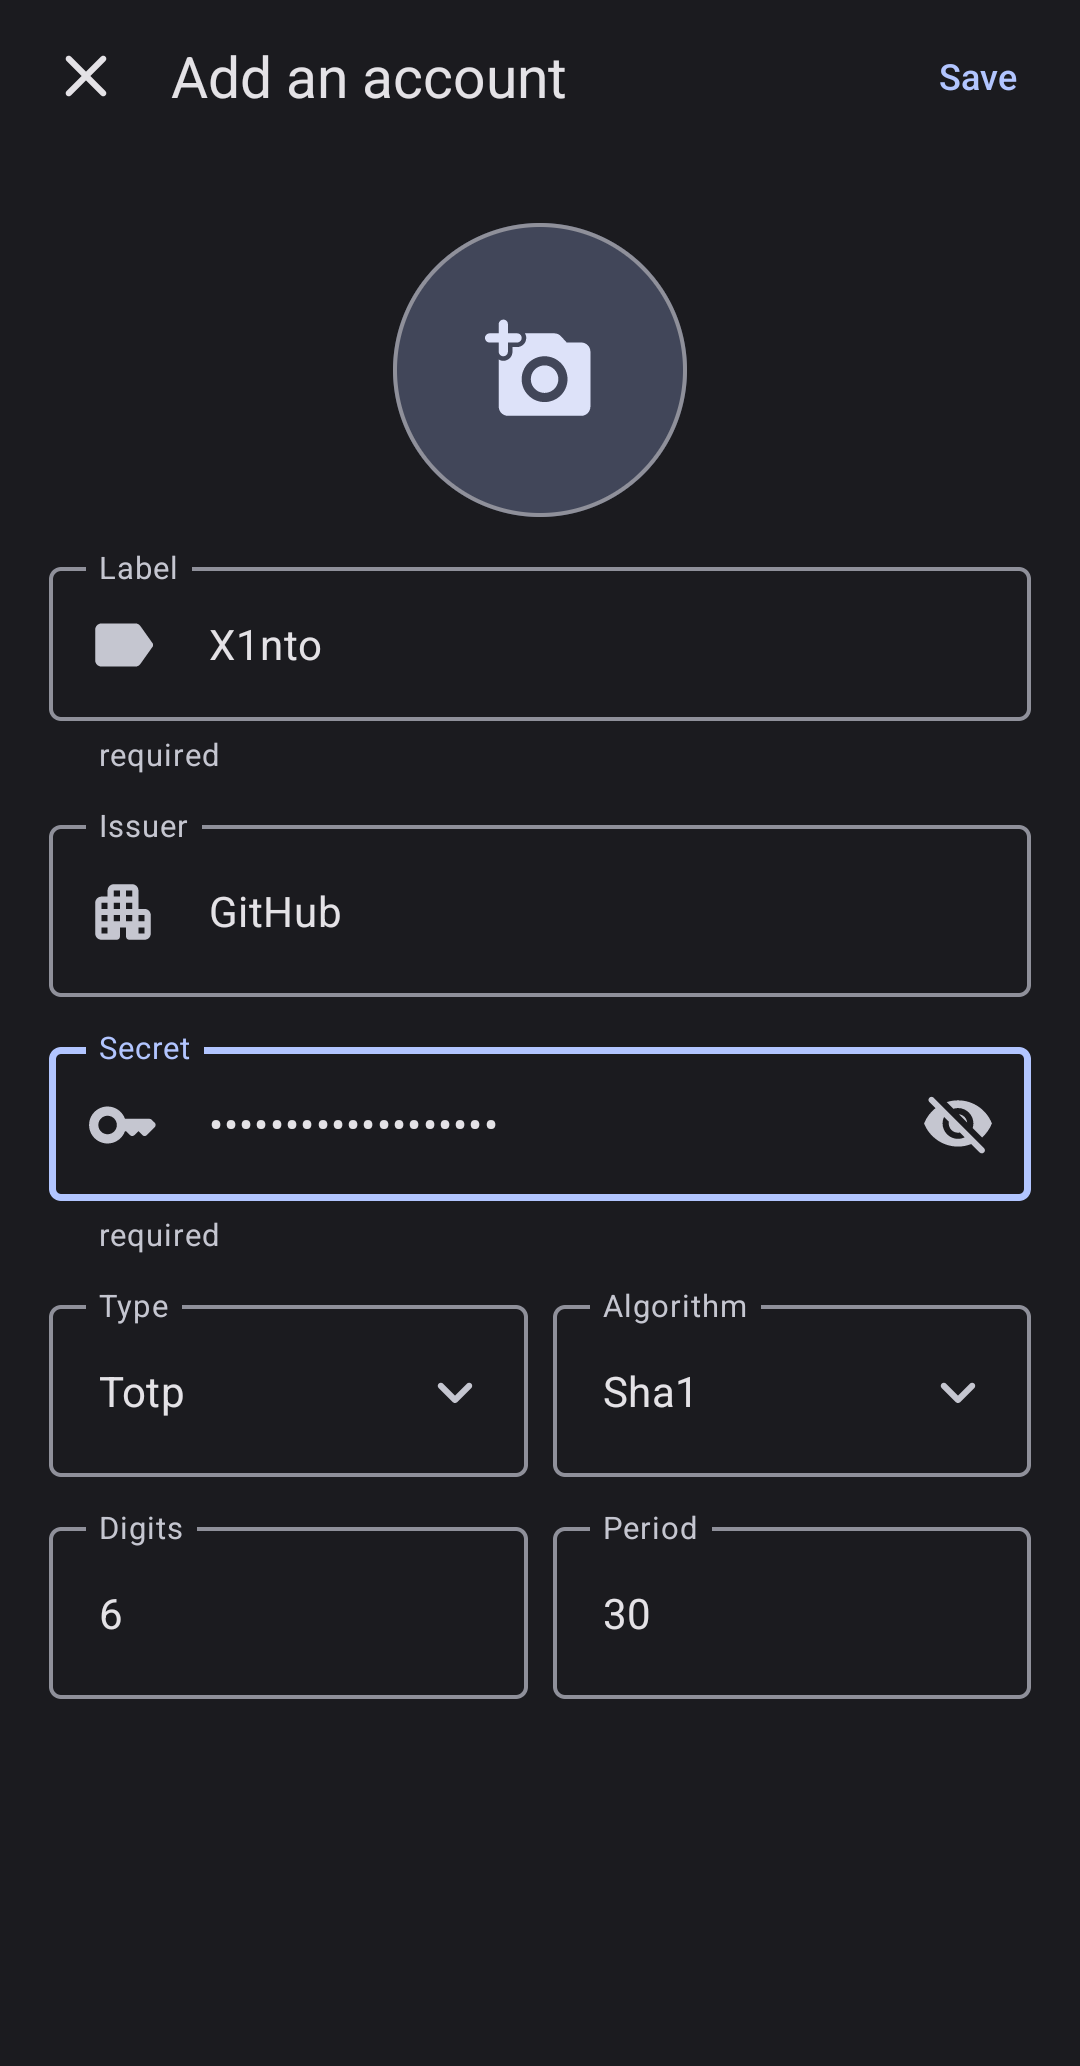 Add an account
Save
Label
X1nto
required
Issuer
GitHub
Secret
•••••••••••••••••••
required
Type
Algorithm
Totp
Sha1
Digits
Period
6
30